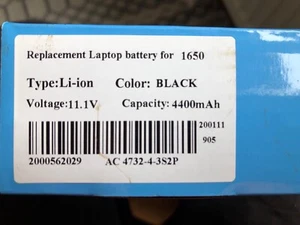 Replacement Laptop battery for 1650
Type:Li-ion Color: BLACK
Voltage:11.1V Capacity: 4400mAh
200111
905
2000562029 AC 4732-4-3S2P